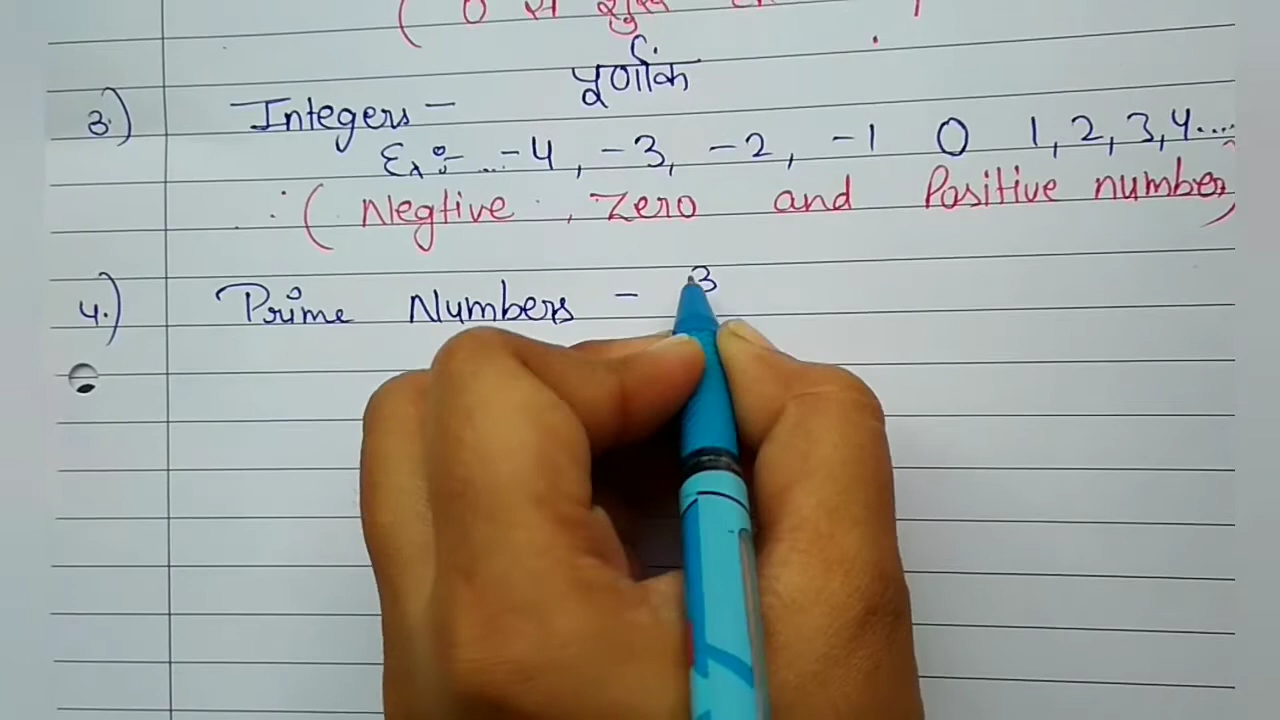 ( 0 से शुरू
3.) Integers - पूर्णांक
Ex:- ... -4, -3, -2, -1 0 1, 2, 3, 4....
∴ ( Negtive , Zero and Positive number)
4.) Prime Numbers -